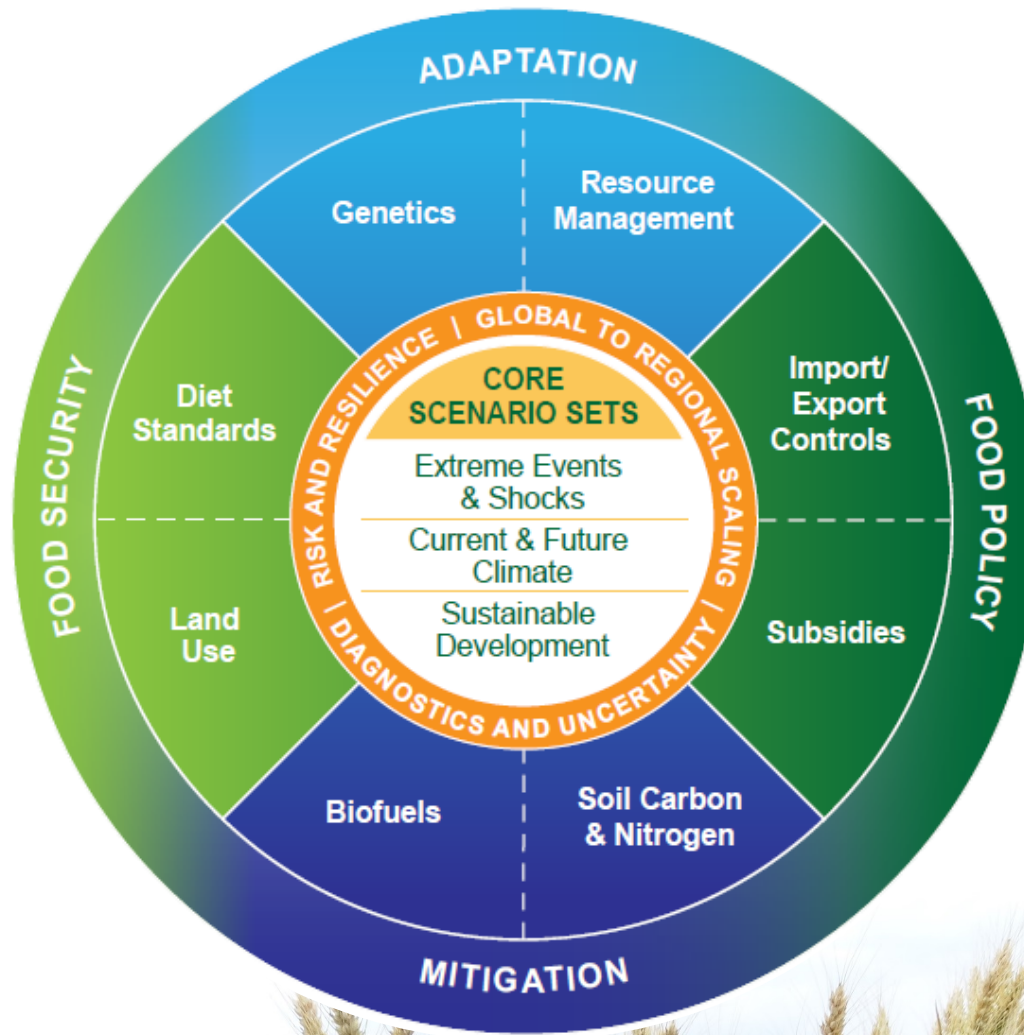 ADAPTATION
Genetics
Resource
Management
FOOD SECURITY
Diet
Standards
Land
Use
RISK AND RESILIENCE | GLOBAL TO REGIONAL SCALING | DIAGNOSTICS AND UNCERTAINTY |
CORE
SCENARIO SETS
Extreme Events
& Shocks
Current & Future
Climate
Sustainable
Development
Import/
Export
Controls
Subsidies
FOOD POLICY
Biofuels
Soil Carbon
& Nitrogen
MITIGATION